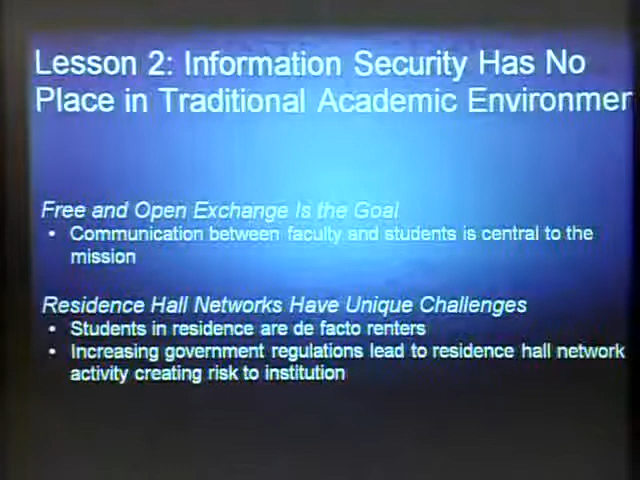 Lesson 2: Information Security Has No
Place in Traditional Academic Environmer
Free and Open Exchange Is the Goal
• Communication between faculty and students is central to the
mission
Residence Hall Networks Have Unique Challenges
• Students in residence are de facto renters
• Increasing government regulations lead to residence hall network
activity creating risk to institution